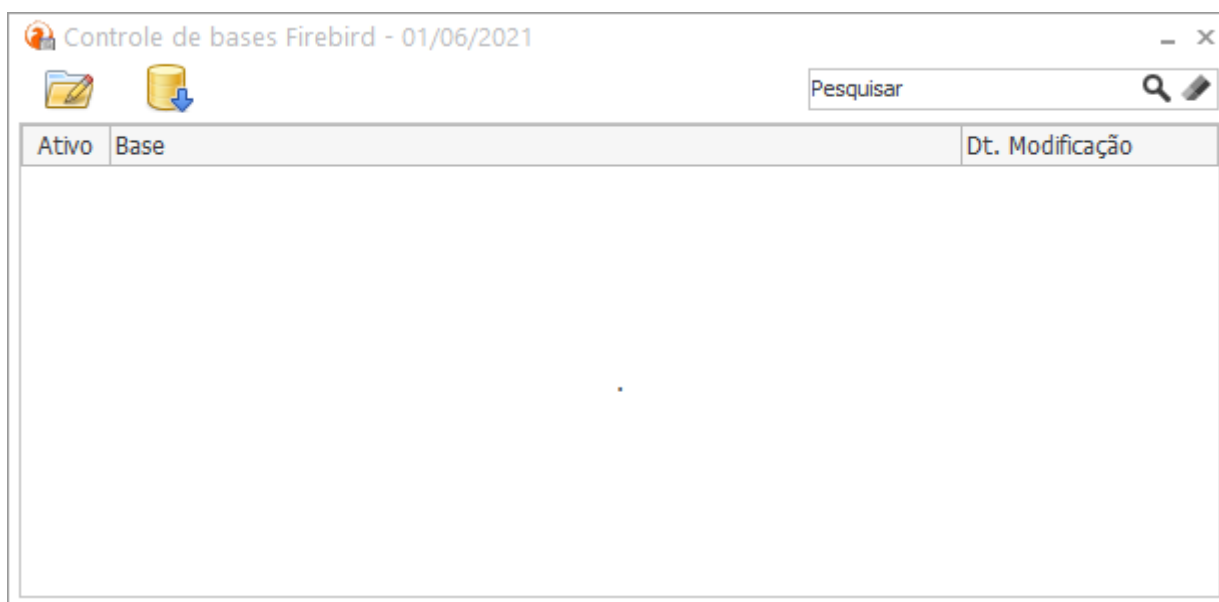 Controle de bases Firebird - 01/06/2021
Pesquisar
Ativo Base Dt. Modificação